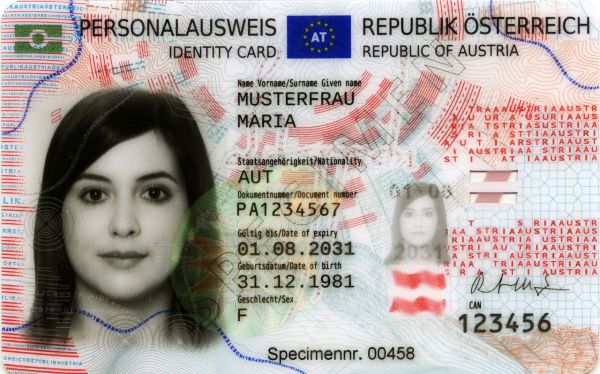 PERSONALAUSWEIS
IDENTITY CARD
AT
REPUBLIK ÖSTERREICH
REPUBLIC OF AUSTRIA
Name Vorname/Surname Given name
MUSTERFRAU
MARIA
Staatsangehörigkeit/Nationality
AUT
Dokumentnummer/Document number
PA1234567
Gültig bis/Date of expiry
01.08.2031
Geburtsdatum/Date of birth
31.12.1981
Geschlecht/Sex
F
CAN
123456
Specimennr. 00458